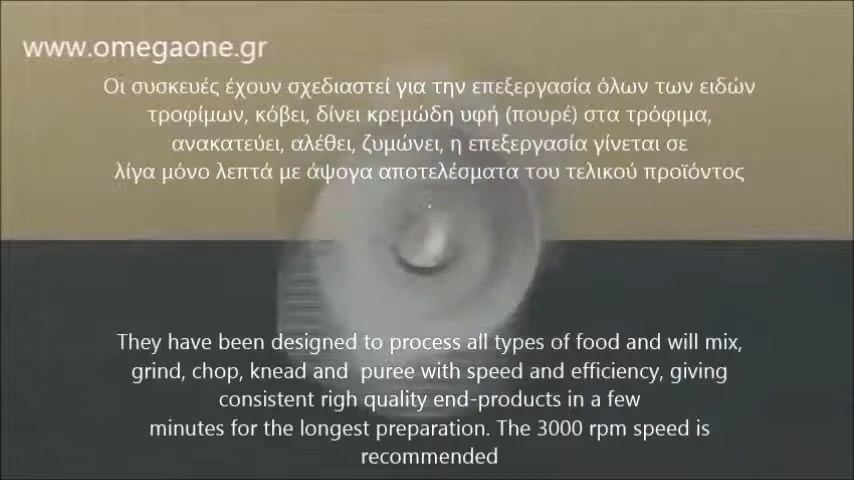 www.omegaone.gr
Οι συσκευές έχουν σχεδιαστεί για την επεξεργασία όλων των ειδών
τροφίμων, κόβει, δίνει κρεμώδη υφή (πουρέ) στα τρόφιμα,
ανακατεύει, αλέθει, ζυμώνει, η επεξεργασία γίνεται σε
λίγα μόνο λεπτά με άψογα αποτελέσματα του τελικού προϊόντος
.
They have been designed to process all types of food and will mix,
grind, chop, knead and puree with speed and efficiency, giving
consistent righ quality end-products in a few
minutes for the longest preparation. The 3000 rpm speed is
recommended